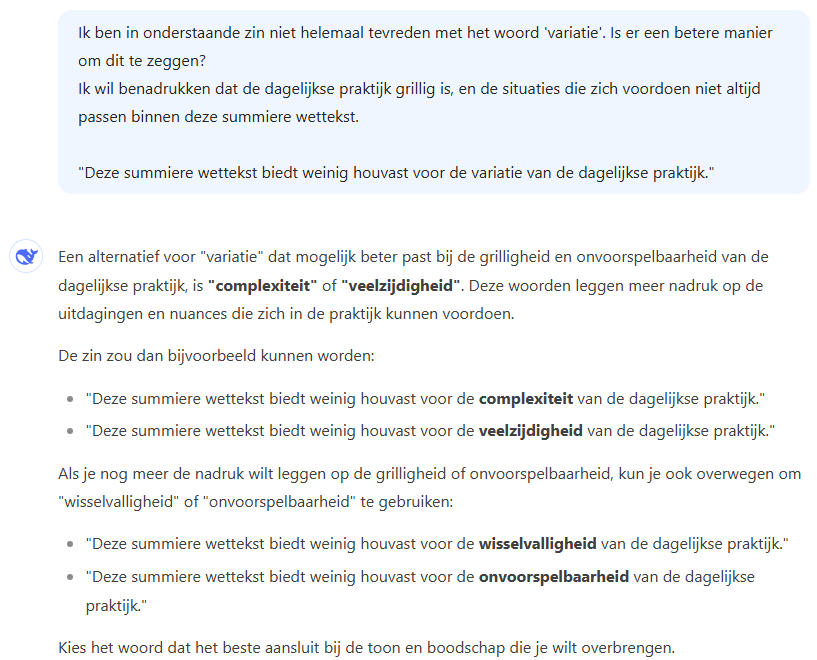 Ik ben in onderstaande zin niet helemaal tevreden met het woord 'variatie'. Is er een betere manier
om dit te zeggen?
Ik wil benadrukken dat de dagelijkse praktijk grillig is, en de situaties die zich voordoen niet altijd
passen binnen deze summiere wettekst.
"Deze summiere wettekst biedt weinig houvast voor de variatie van de dagelijkse praktijk."
Een alternatief voor "variatie" dat mogelijk beter past bij de grilligheid en onvoorspelbaarheid van de
dagelijkse praktijk, is "complexiteit" of "veelzijdigheid". Deze woorden leggen meer nadruk op de
uitdagingen en nuances die zich in de praktijk kunnen voordoen.
De zin zou dan bijvoorbeeld kunnen worden:
• "Deze summiere wettekst biedt weinig houvast voor de complexiteit van de dagelijkse praktijk."
• "Deze summiere wettekst biedt weinig houvast voor de veelzijdigheid van de dagelijkse praktijk."
Als je nog meer de nadruk wilt leggen op de grilligheid of onvoorspelbaarheid, kun je ook overwegen om
"wisselvalligheid" of "onvoorspelbaarheid" te gebruiken:
• "Deze summiere wettekst biedt weinig houvast voor de wisselvalligheid van de dagelijkse praktijk."
• "Deze summiere wettekst biedt weinig houvast voor de onvoorspelbaarheid van de dagelijkse
praktijk."
Kies het woord dat het beste aansluit bij de toon en boodschap die je wilt overbrengen.